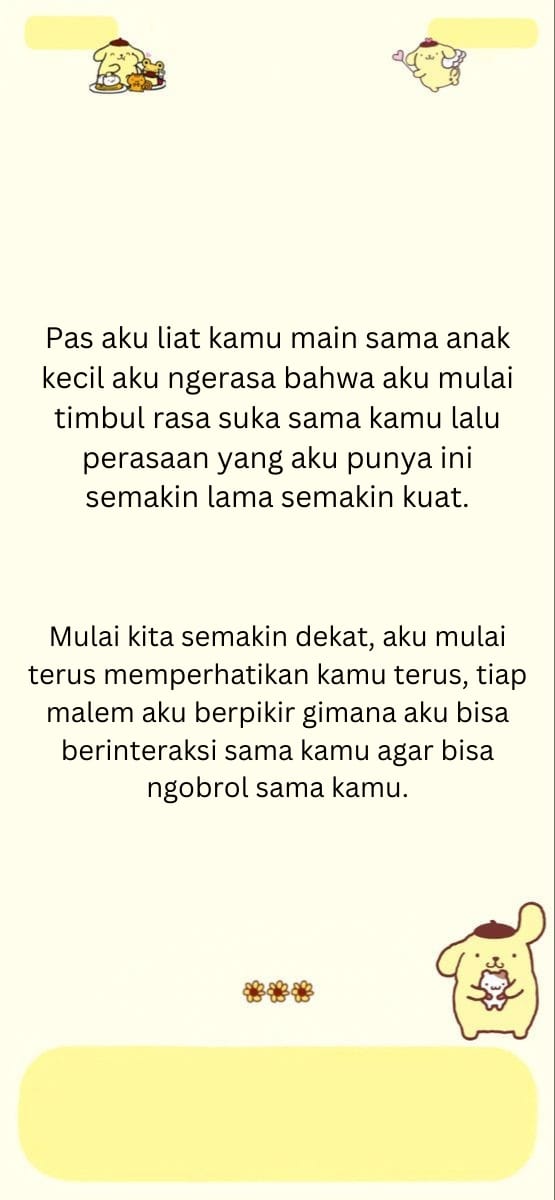 Pas aku liat kamu main sama anak
kecil aku ngerasa bahwa aku mulai
timbul rasa suka sama kamu lalu
perasaan yang aku punya ini
semakin lama semakin kuat.
Mulai kita semakin dekat, aku mulai
terus memperhatikan kamu terus, tiap
malem aku berpikir gimana aku bisa
berinteraksi sama kamu agar bisa
ngobrol sama kamu.